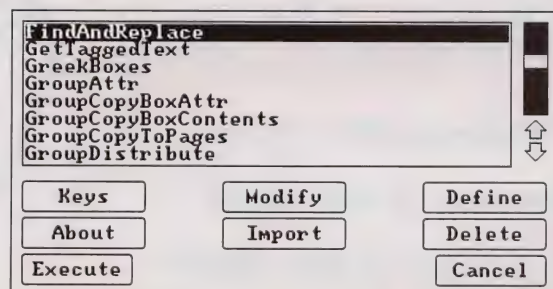 FindAndReplace
GetTaggedText
GreekBoxes
GroupAttr
GroupCopyBoxAttr
GroupCopyBoxContents
GroupCopyToPages
GroupDistribute
Keys Modify Define
About Import Delete
Execute Cancel